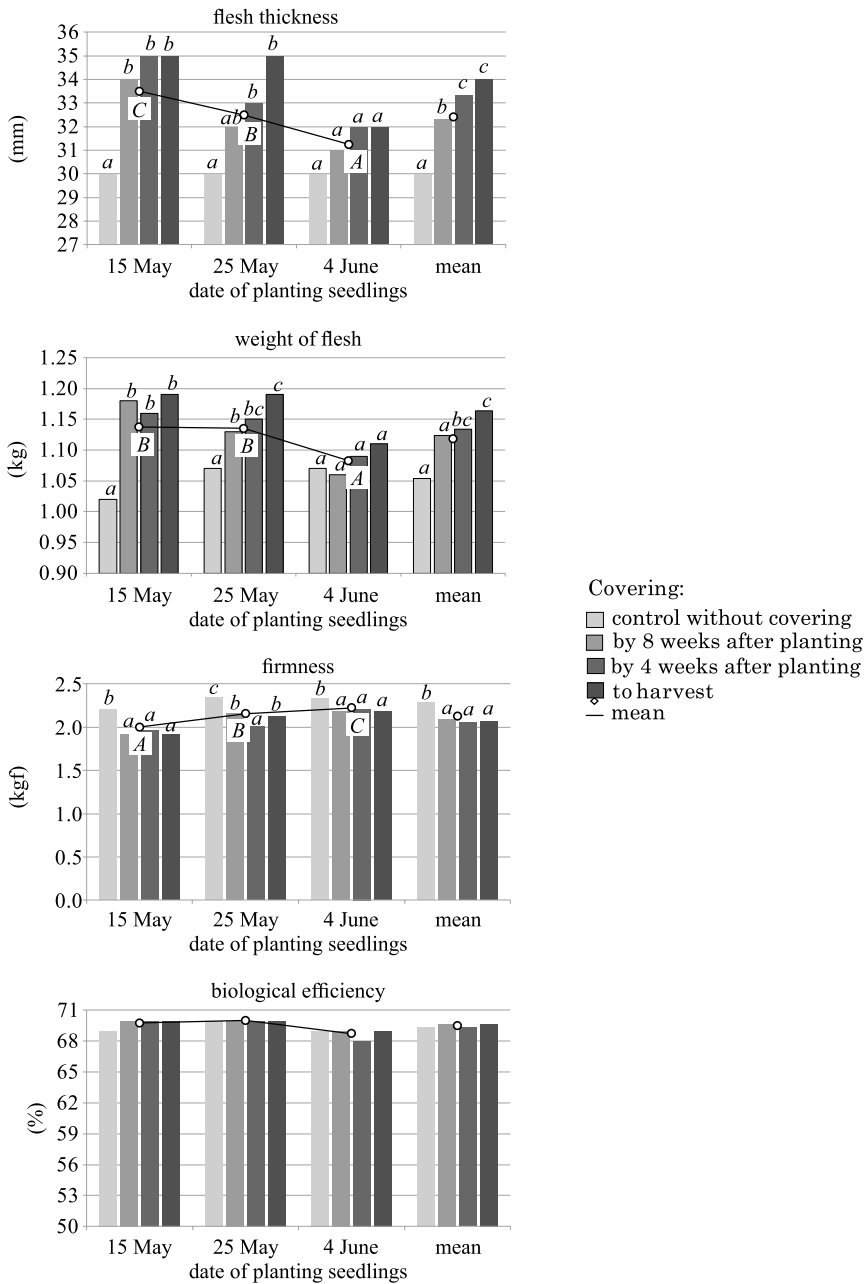 flesh thickness
36
35
34
33
32
31
30
29
28
27
(mm)
a b b b
a ab b b
a a a a
a b c c
C B A
15 May 25 May 4 June mean
date of planting seedlings
weight of flesh
1.25
1.20
1.15
1.10
1.05
1.00
0.95
0.90
(kg)
a b b b
a b bc c
a a a a
a a bc c
B B A
15 May 25 May 4 June mean
date of planting seedlings
Covering:
control without covering
by 8 weeks after planting
by 4 weeks after planting
to harvest
mean
firmness
2.5
2.0
1.5
1.0
0.5
0.0
(kgf)
b a a a
c b a b
b a a a
b a a a
A B C
15 May 25 May 4 June mean
date of planting seedlings
biological efficiency
71
68
65
62
59
56
53
50
(%)
15 May 25 May 4 June mean
date of planting seedlings